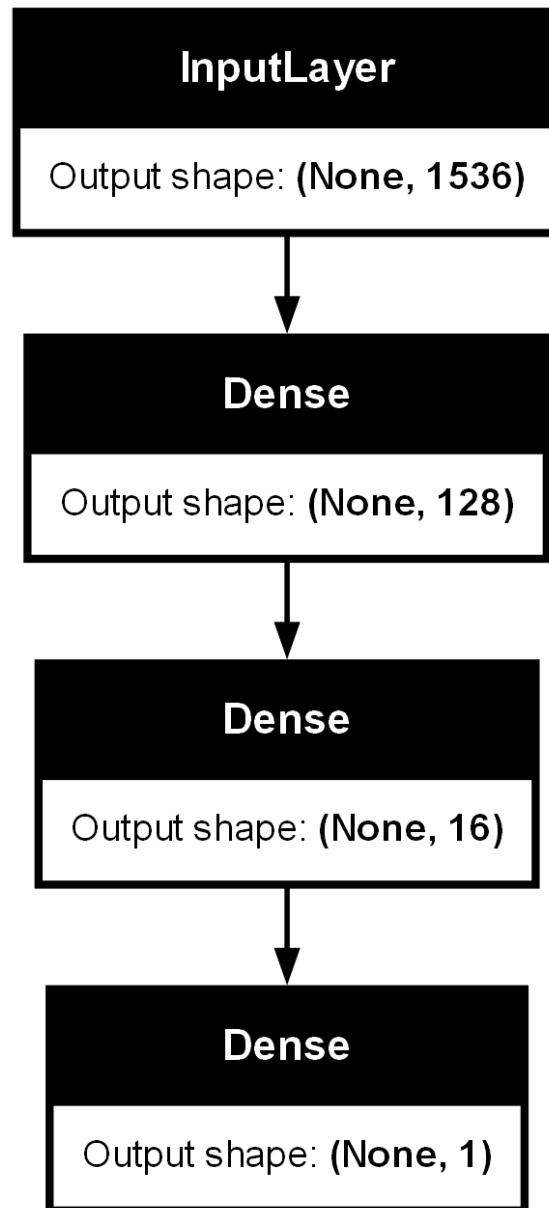 InputLayer
Output shape: (None, 1536)
Dense
Output shape: (None, 128)
Dense
Output shape: (None, 16)
Dense
Output shape: (None, 1)